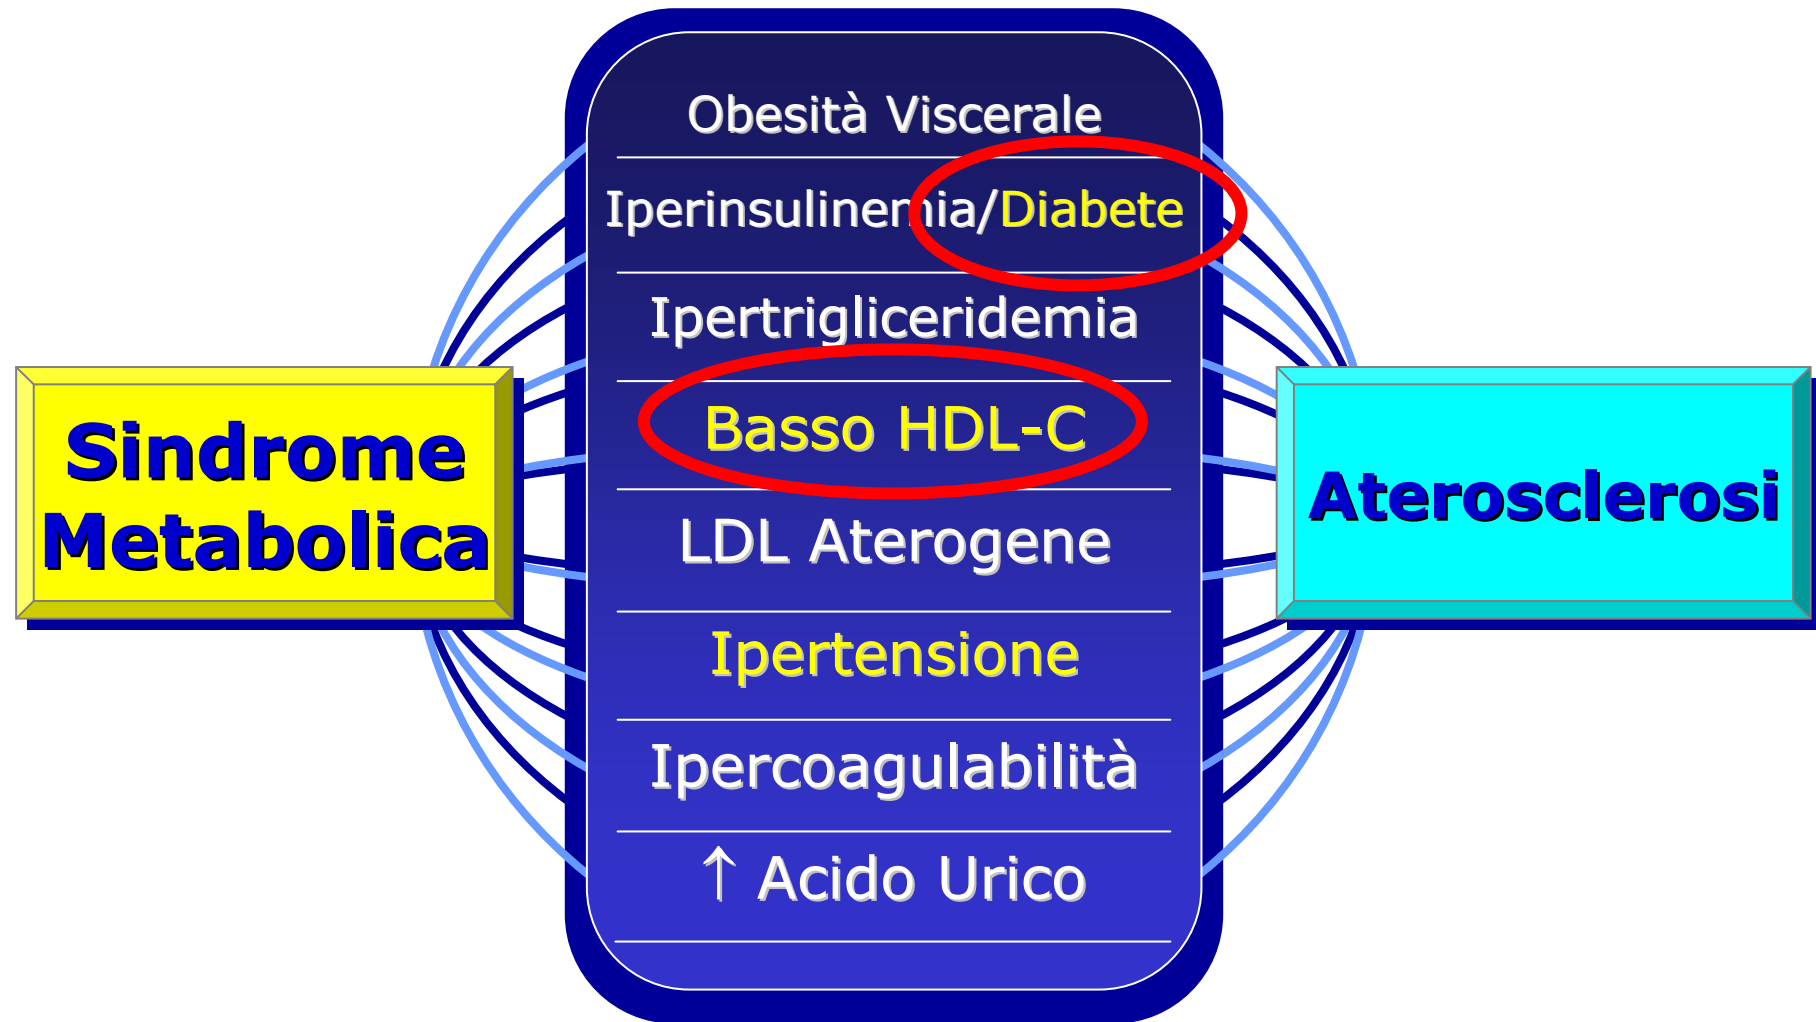 Obesità Viscerale
Iperinsulinemia/Diabete
Ipertrigliceridemia
Basso HDL-C
LDL Aterogene
Ipertensione
Ipercoagulabilità
↑ Acido Urico
Sindrome
Metabolica
Aterosclerosi